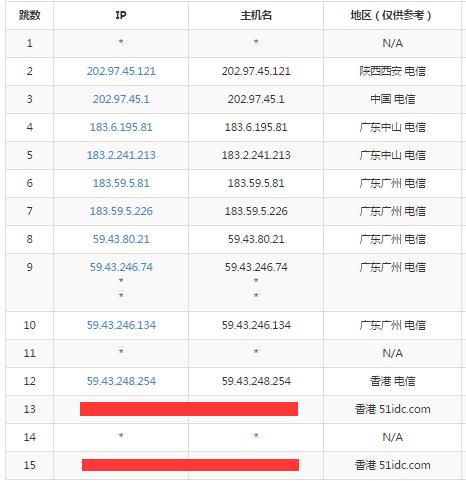 跳数 IP 主机名 地区（仅供参考）
1 * * N/A
2 202.97.45.121 202.97.45.121 陕西西安 电信
3 202.97.45.1 202.97.45.1 中国 电信
4 183.6.195.81 183.6.195.81 广东中山 电信
5 183.2.241.213 183.2.241.213 广东中山 电信
6 183.59.5.81 183.59.5.81 广东广州 电信
7 183.59.5.226 183.59.5.226 广东广州 电信
8 59.43.80.21 59.43.80.21 广东广州 电信
9 59.43.246.74 59.43.246.74 广东广州 电信
* *
* *
10 59.43.246.134 59.43.246.134 广东广州 电信
11 * * N/A
12 59.43.248.254 59.43.248.254 香港 电信
13 香港 51idc.com
14 * * N/A
15 香港 51idc.com